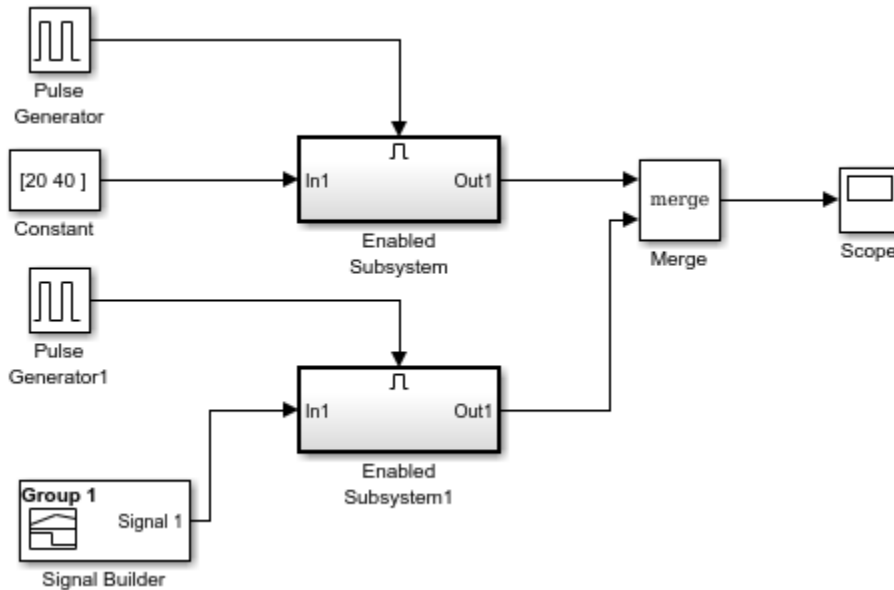 Pulse
Generator
[20 40 ]
Constant
In1
Out1
Enabled
Subsystem
merge
Merge
Scope
Pulse
Generator1
In1
Out1
Enabled
Subsystem1
Group 1
Signal 1
Signal Builder